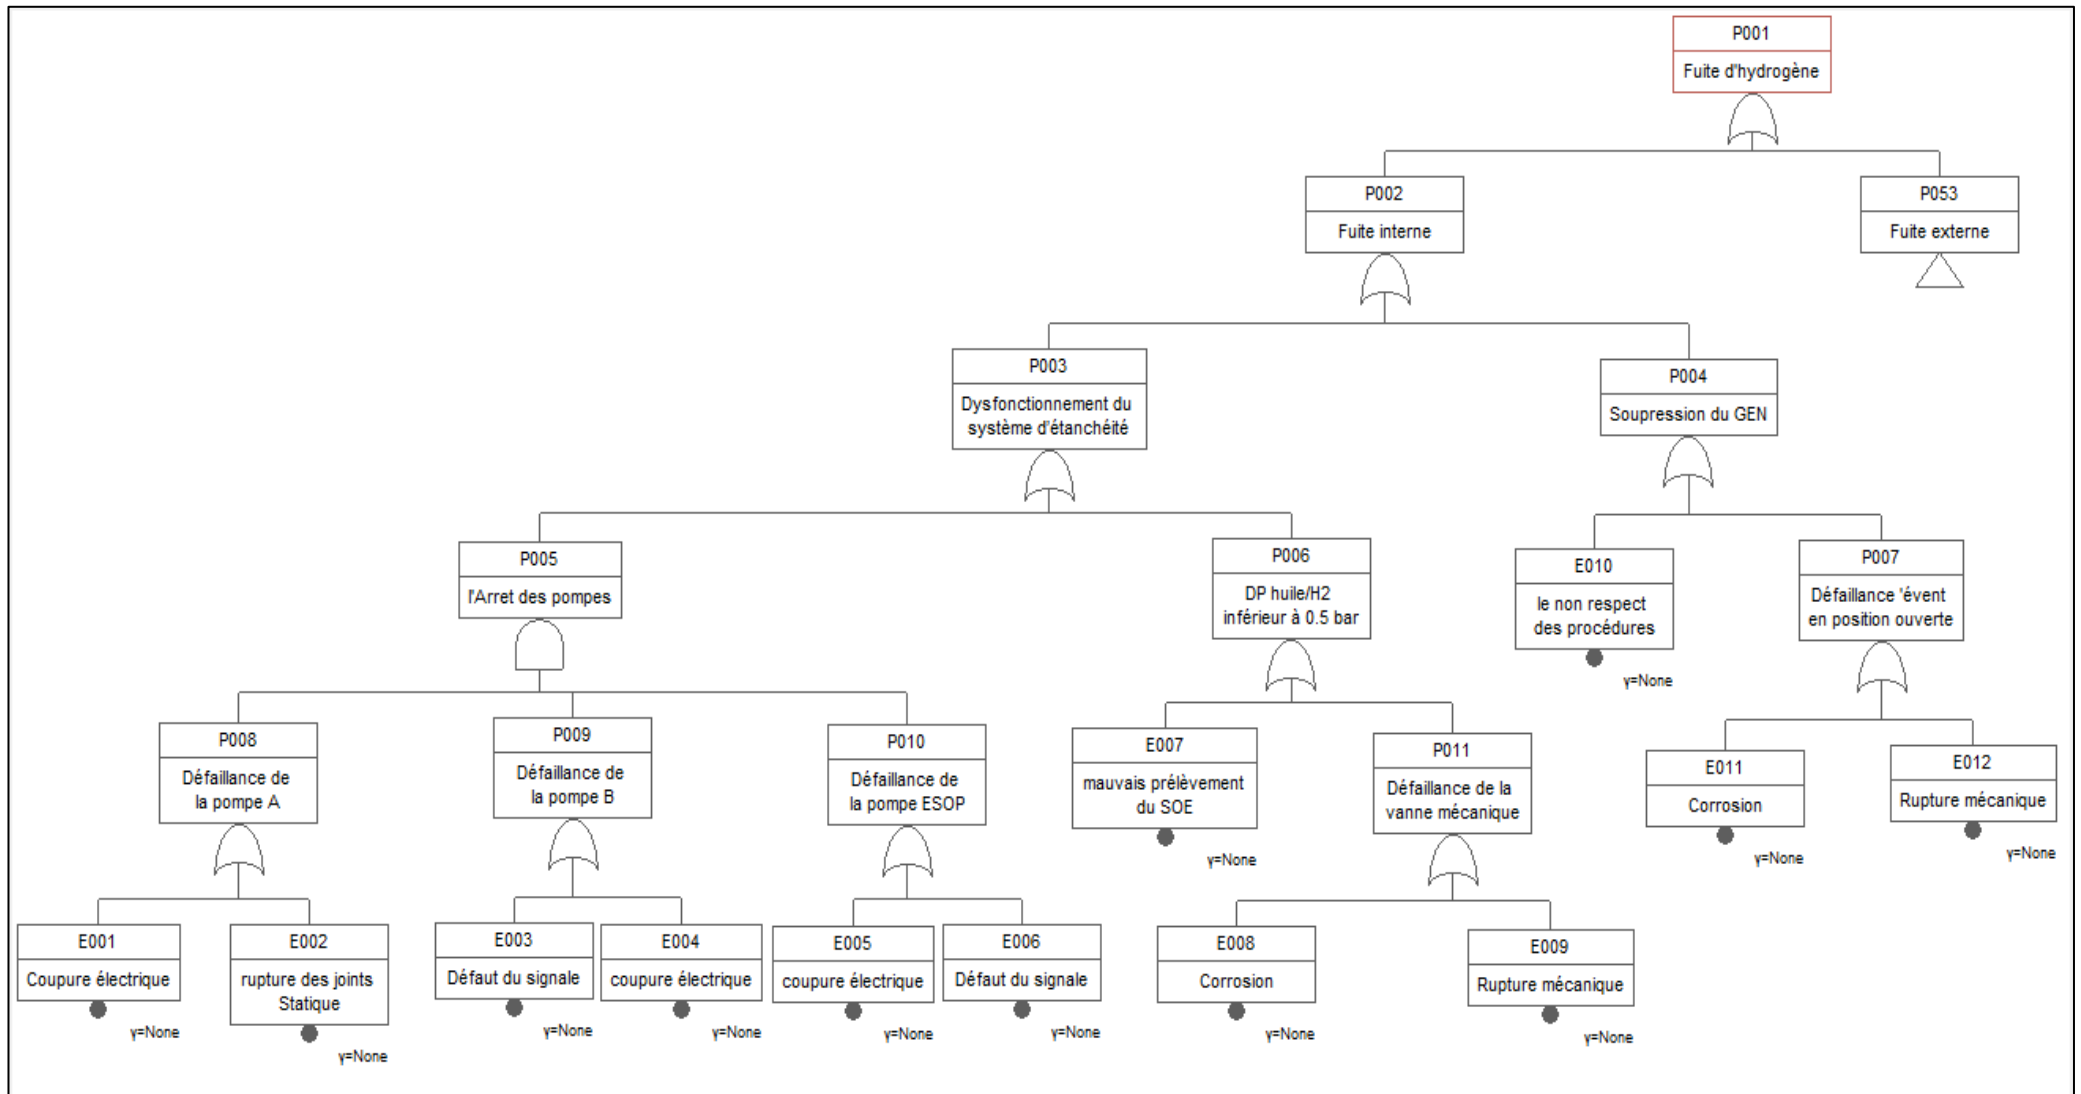 P001
Fuite d'hydrogène
P002
Fuite interne
P053
Fuite externe
P003
Dysfonctionnement du
système d'étanchéité
P004
Soupression du GEN
P005
l'Arret des pompes
P006
DP huile/H2
inférieur à 0.5 bar
E010
le non respect
des procédures
γ=None
P007
Défaillance 'évent
en position ouverte
P008
Défaillance de
la pompe A
P009
Défaillance de
la pompe B
P010
Défaillance de
la pompe ESOP
E007
mauvais prélèvement
du SOE
γ=None
P011
Défaillance de la
vanne mécanique
E011
Corrosion
γ=None
E012
Rupture mécanique
γ=None
E001
Coupure électrique
γ=None
E002
rupture des joints
Statique
γ=None
E003
Défaut du signale
γ=None
E004
coupure électrique
γ=None
E005
coupure électrique
γ=None
E006
Défaut du signale
γ=None
E008
Corrosion
γ=None
E009
Rupture mécanique
γ=None